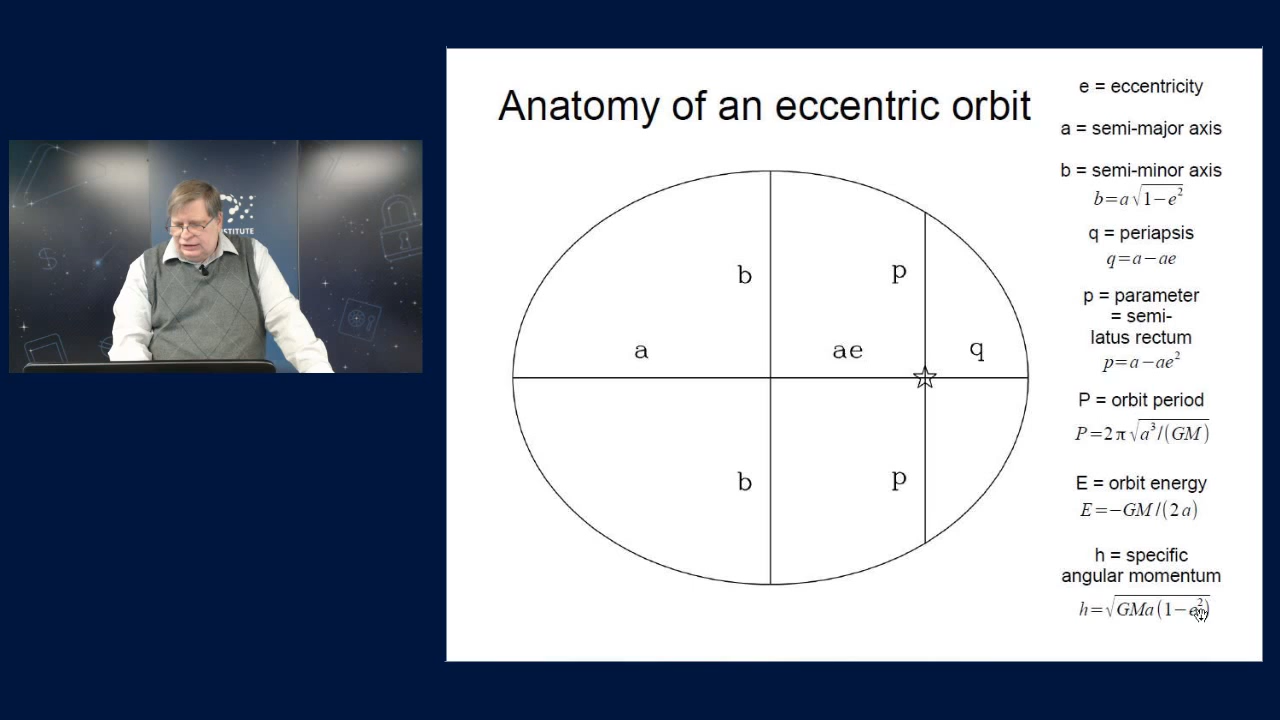 STITUTE
Anatomy of an eccentric orbit
b
p
a
ae
q
b
p
e = eccentricity
a = semi-major axis
b = semi-minor axis
b=a√(1−e²)
q = periapsis
q=a−ae
p = parameter
= semi-
latus rectum
p=a−ae²
P = orbit period
P=2π√(a³/(GM))
E = orbit energy
E=−GM/(2a)
h = specific
angular momentum
h=√(GMa(1−e²))